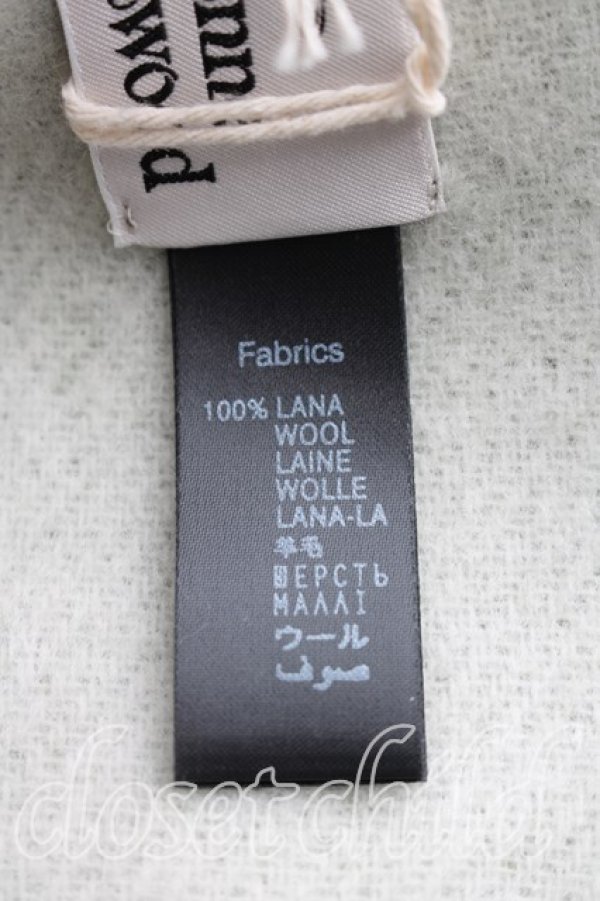 Fabrics
100% LANA
WOOL
LAINE
WOLLE
LANA-LA
羊毛
ШЕРСТЬ
ΜΑΛΛΙ
ウール
صوف
closet child